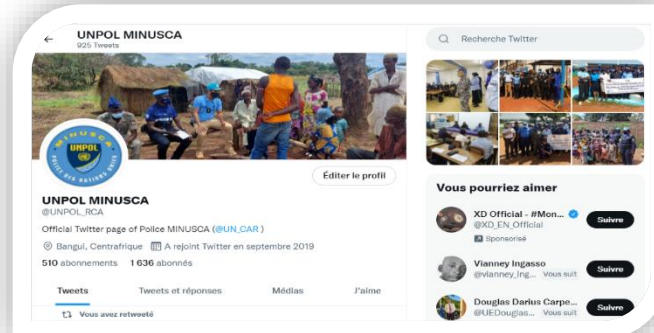 UNPOL MINUSCA
925 Tweets
Recherche Twitter
MINUSCA
UNPOL
POLICE DES NATIONS UNIES
Éditer le profil
UNPOL MINUSCA
@UNPOL_RCA
Official Twitter page of Police MINUSCA (@UN_CAR )
Bangui, Centrafrique A rejoint Twitter en septembre 2019
510 abonnements 1 636 abonnés
Tweets Tweets et réponses Médias J'aime
Vous avez retweeté
Vous pourriez aimer
XD Official - #Mon...
@XD_EN_Official
Suivre
Sponsorisé
Vianney Ingasso
@vianney_ing... Vous suit
Suivre
Douglas Darius Carpe...
@UEDouglas... Vous suit
Suivre